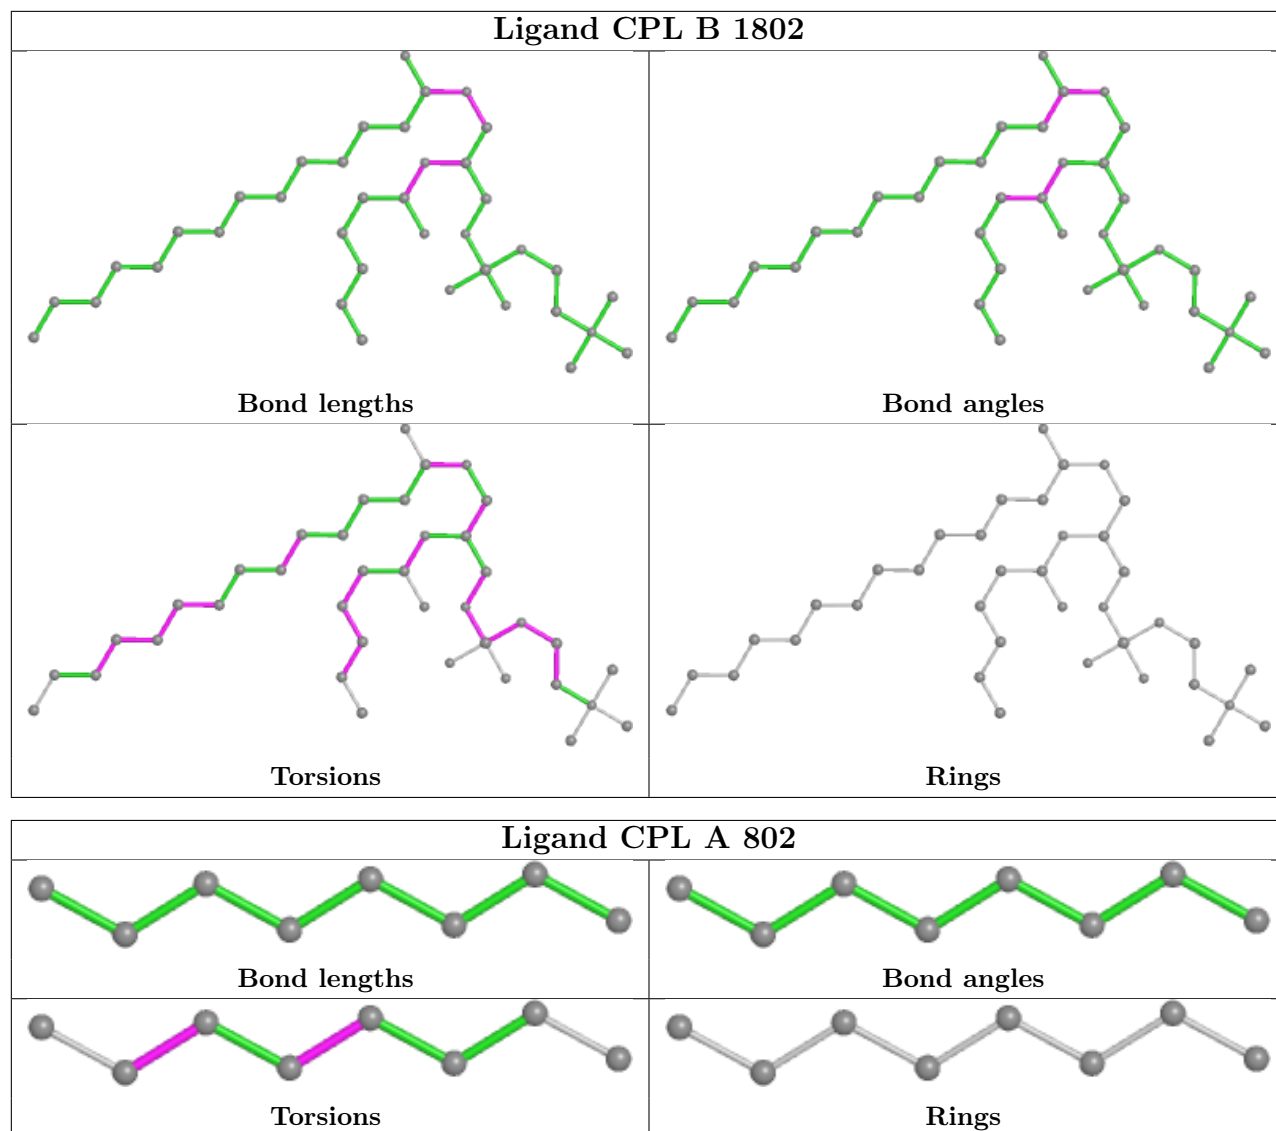 Ligand CPL B 1802
Bond lengths
Bond angles
Torsions
Rings
Ligand CPL A 802
Bond lengths
Bond angles
Torsions
Rings